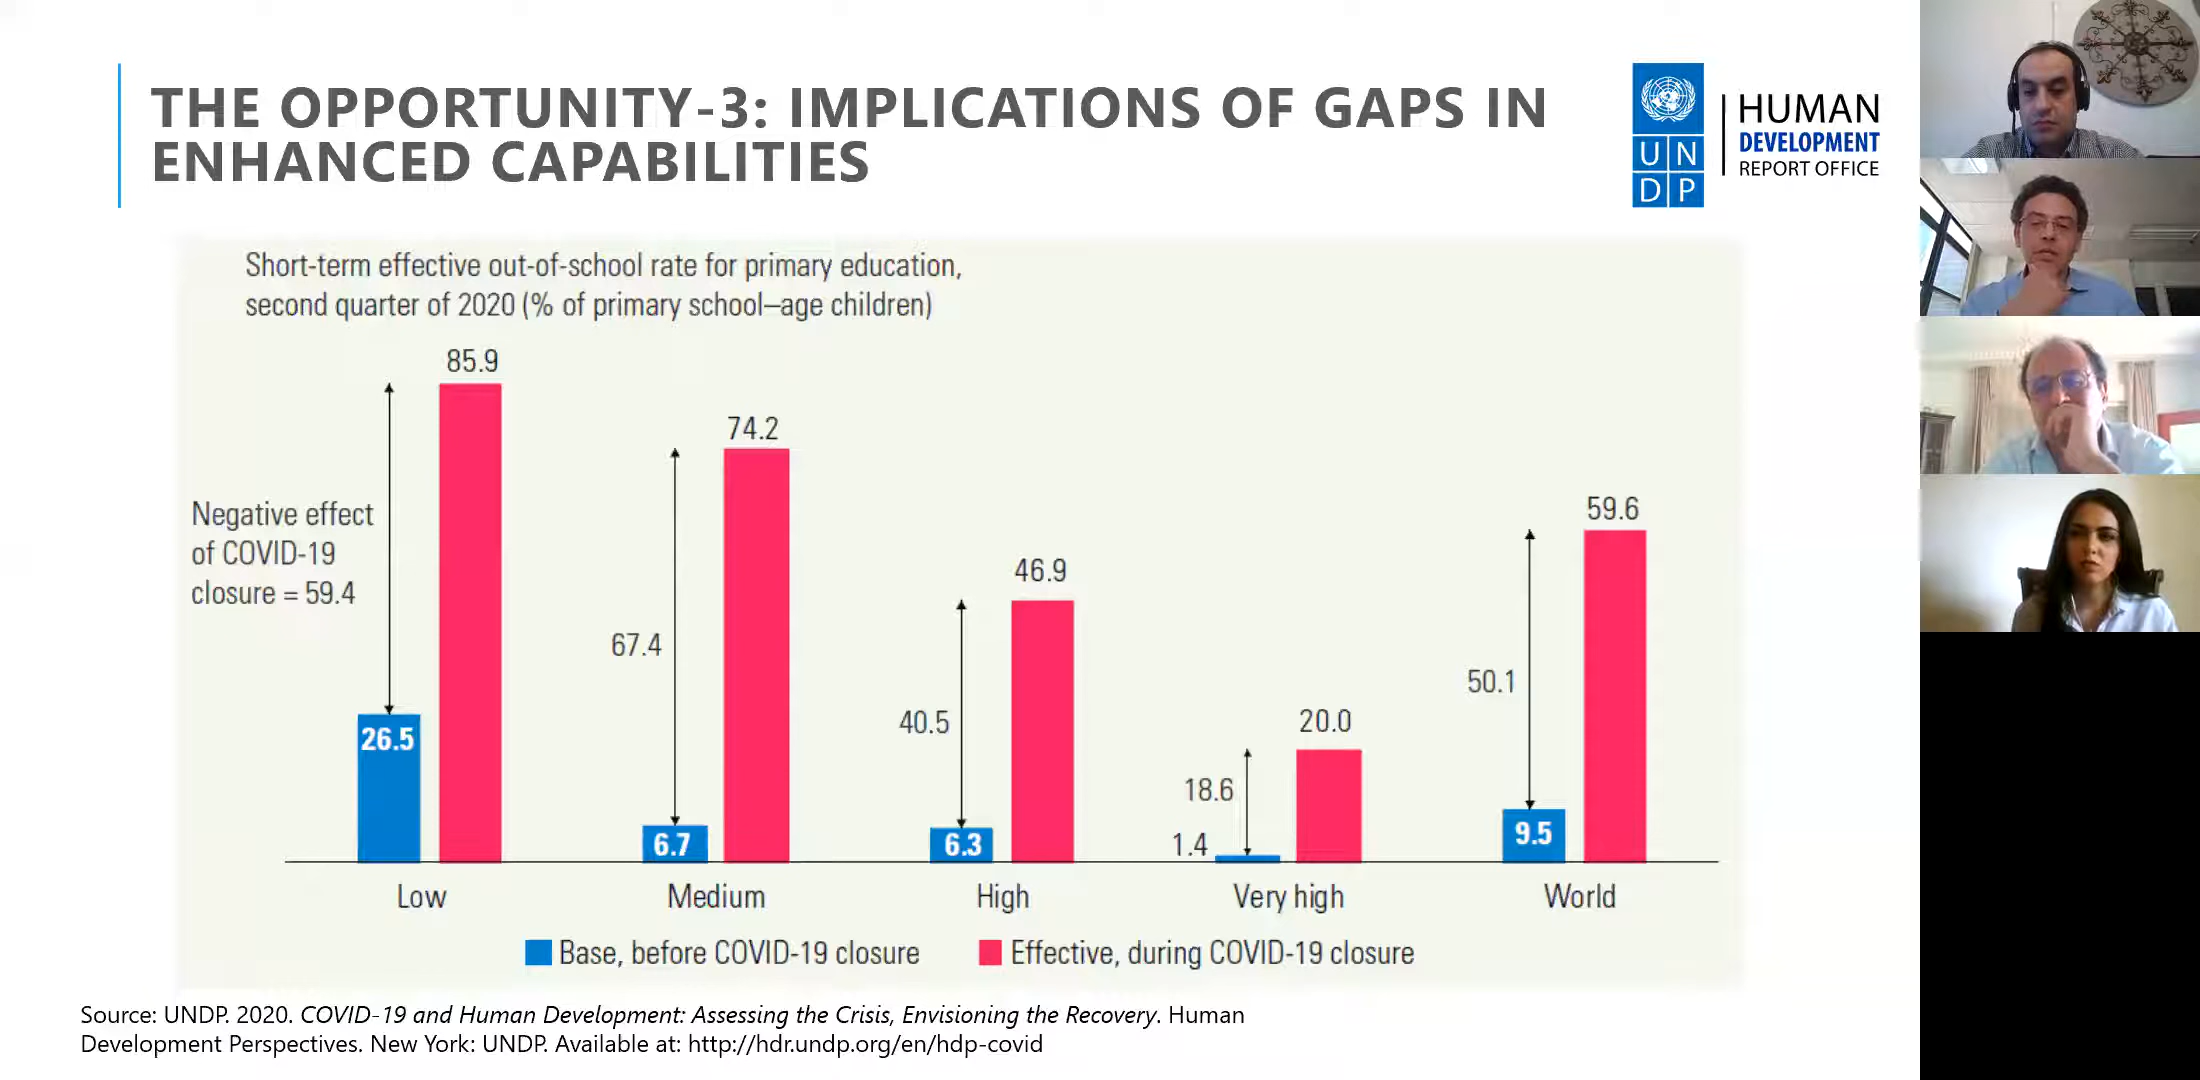 THE OPPORTUNITY-3: IMPLICATIONS OF GAPS IN
ENHANCED CAPABILITIES
UN
DP
HUMAN
DEVELOPMENT
REPORT OFFICE
Short-term effective out-of-school rate for primary education,
second quarter of 2020 (% of primary school–age children)
85.9
74.2
59.6
46.9
20.0
Negative effect
of COVID-19
closure = 59.4
67.4
40.5
18.6
50.1
26.5
6.7
6.3
1.4
9.5
Low
Medium
High
Very high
World
Base, before COVID-19 closure
Effective, during COVID-19 closure
Source: UNDP. 2020. COVID-19 and Human Development: Assessing the Crisis, Envisioning the Recovery. Human
Development Perspectives. New York: UNDP. Available at: http://hdr.undp.org/en/hdp-covid